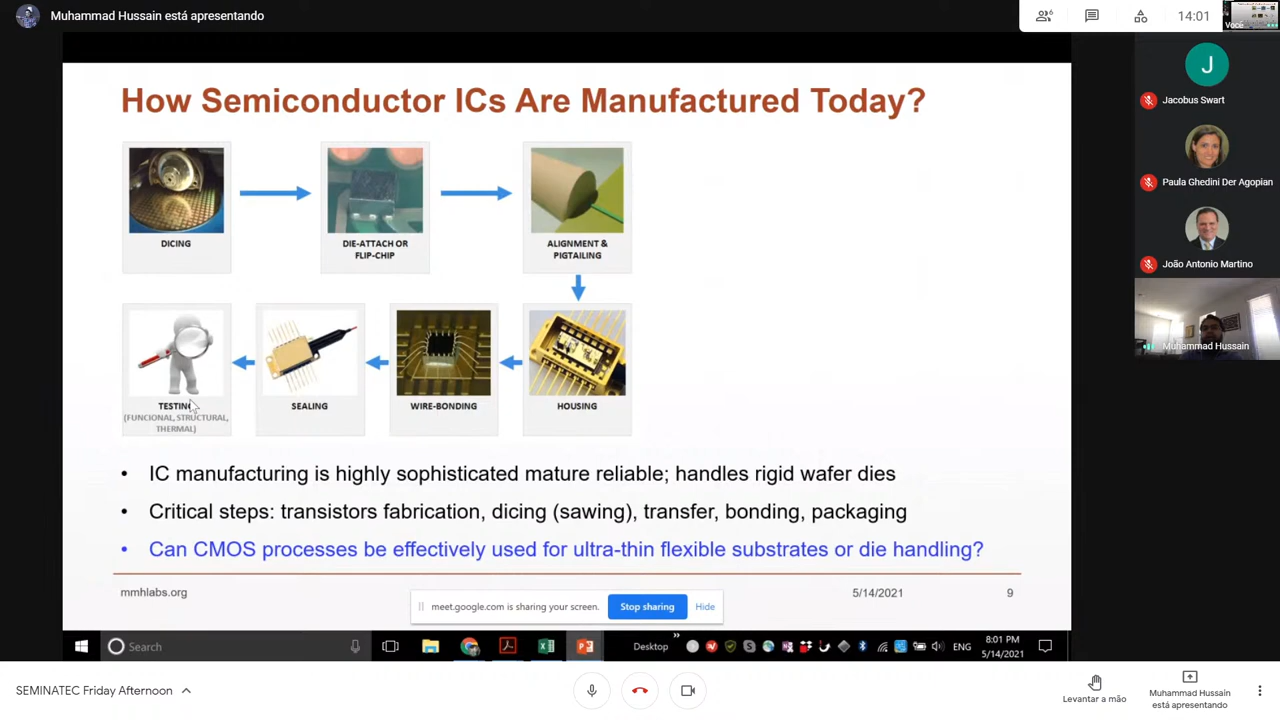 Muhammad Hussain está apresentando
6
14:01
Você
How Semiconductor ICs Are Manufactured Today?
DICING
DIE-ATTACH OR
FLIP-CHIP
ALIGNMENT &
PIGTAILING
TESTING
(FUNCIONAL, STRUCTURAL,
THERMAL)
SEALING
WIRE-BONDING
HOUSING
• IC manufacturing is highly sophisticated mature reliable; handles rigid wafer dies
• Critical steps: transistors fabrication, dicing (sawing), transfer, bonding, packaging
• Can CMOS processes be effectively used for ultra-thin flexible substrates or die handling?
mmhlabs.org
5/14/2021
9
meet.google.com is sharing your screen.
Stop sharing
Hide
Search
Desktop
ENG
8:01 PM
5/14/2021
J
Jacobus Swart
Paula Ghedini Der Agopian
João Antonio Martino
Muhammad Hussain
SEMINATEC Friday Afternoon
Levantar a mão
Muhammad Hussain
está apresentando